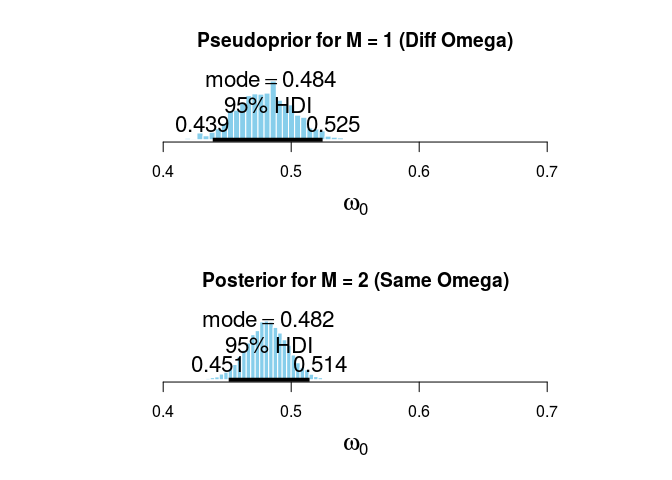 Pseudoprior for M = 1 (Diff Omega)
mode = 0.484
95% HDI
0.439 0.525
0.4 0.5 0.6 0.7
ω0
Posterior for M = 2 (Same Omega)
mode = 0.482
95% HDI
0.451 0.514
0.4 0.5 0.6 0.7
ω0